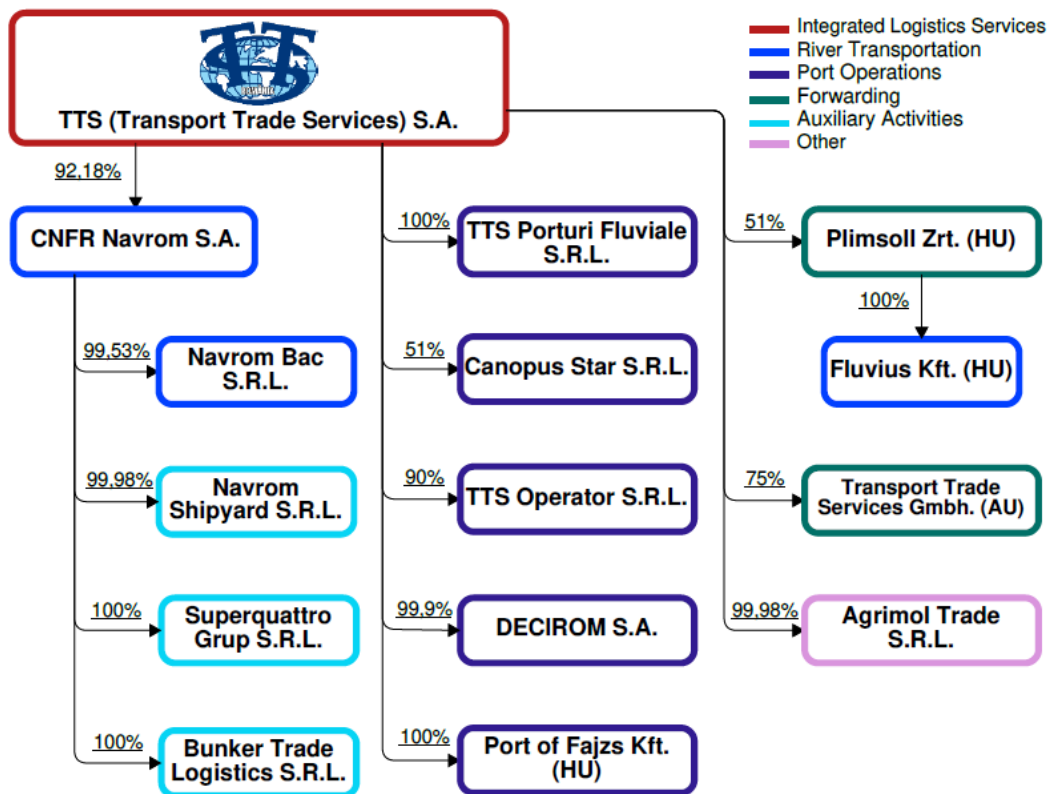 TTS (Transport Trade Services) S.A.
Integrated Logistics Services
River Transportation
Port Operations
Forwarding
Auxiliary Activities
Other
92,18%
CNFR Navrom S.A.
100%
TTS Porturi Fluviale
S.R.L.
51%
Plimsoll Zrt. (HU)
100%
99,53%
Navrom Bac
S.R.L.
51%
Canopus Star S.R.L.
Fluvius Kft. (HU)
99,98%
Navrom
Shipyard S.R.L.
90%
TTS Operator S.R.L.
75%
Transport Trade
Services Gmbh. (AU)
100%
Superquattro
Grup S.R.L.
99,9%
DECIROM S.A.
99,98%
Agrimol Trade
S.R.L.
100%
Bunker Trade
Logistics S.R.L.
100%
Port of Fajzs Kft.
(HU)